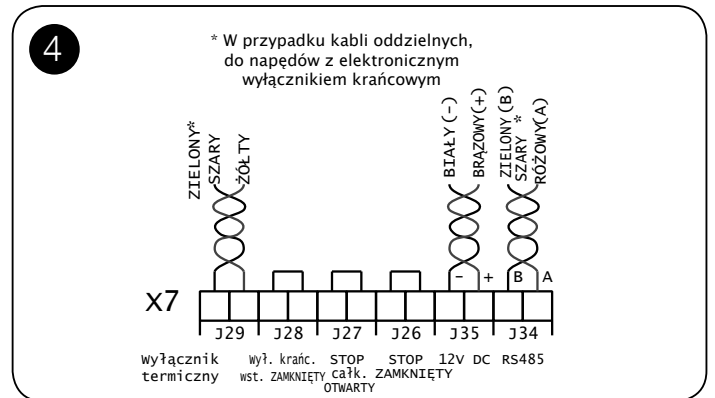 4
* W przypadku kabli oddzielnych,
do napędów z elektronicznym
wyłącznikiem krańcowym
ZIELONY*
SZARY
ŻÓŁTY
BIAŁY (-)
BRĄZOWY(+)
ZIELONY(B)
SZARY *
RÓŻOWY(A)
- + B A
X7
J29 J28 J27 J26 J35 J34
Wyłącznik
termiczny
Wył. krańc.
wst. ZAMKNIĘTY
STOP
całk.
OTWARTY
STOP
ZAMKNIĘTY
12V DC
RS485